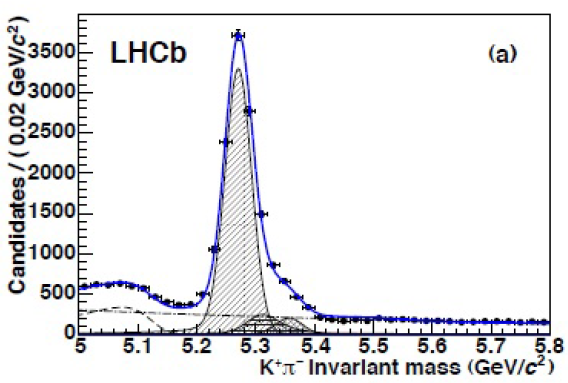 Candidates / ( 0.02 GeV/c²)
3500
3000
2500
2000
1500
1000
500
0
LHCb
(a)
5 5.1 5.2 5.3 5.4 5.5 5.6 5.7 5.8
K⁺π⁻ Invariant mass (GeV/c²)